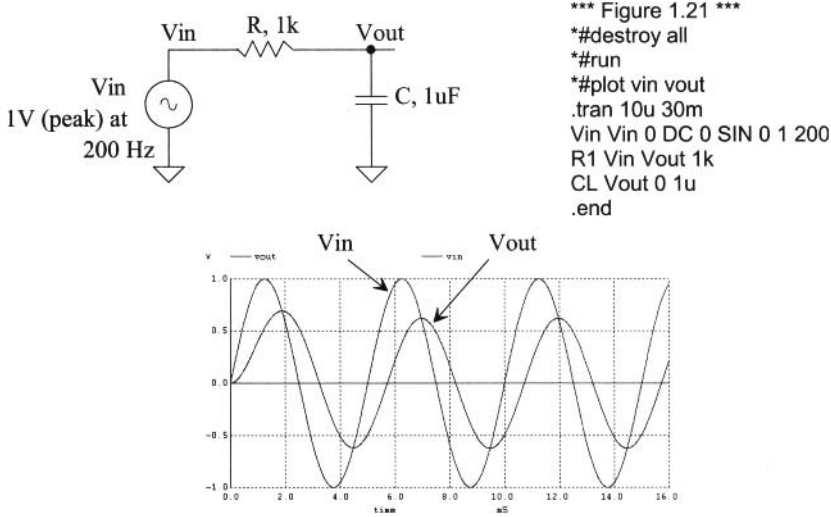 Vin
R, 1k
Vout
Vin
1V (peak) at
200 Hz
C, 1uF
*** Figure 1.21 ***
*#destroy all
*#run
*#plot vin vout
.tran 10u 30m
Vin Vin 0 DC 0 SIN 0 1 200
R1 Vin Vout 1k
CL Vout 0 1u
.end
Vin
Vout
V
vout
vin
1.0
0.5
0.0
-0.5
-1.0
0.0 2.0 4.0 6.0 8.0 10.0 12.0 14.0 16.0
time
mS